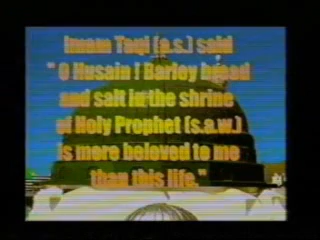 Imam Taqi (a.s.) said
" O Husain ! Barley bread
and salt in the shrine
of Holy Prophet (s.a.w.)
is more beloved to me
than this life."